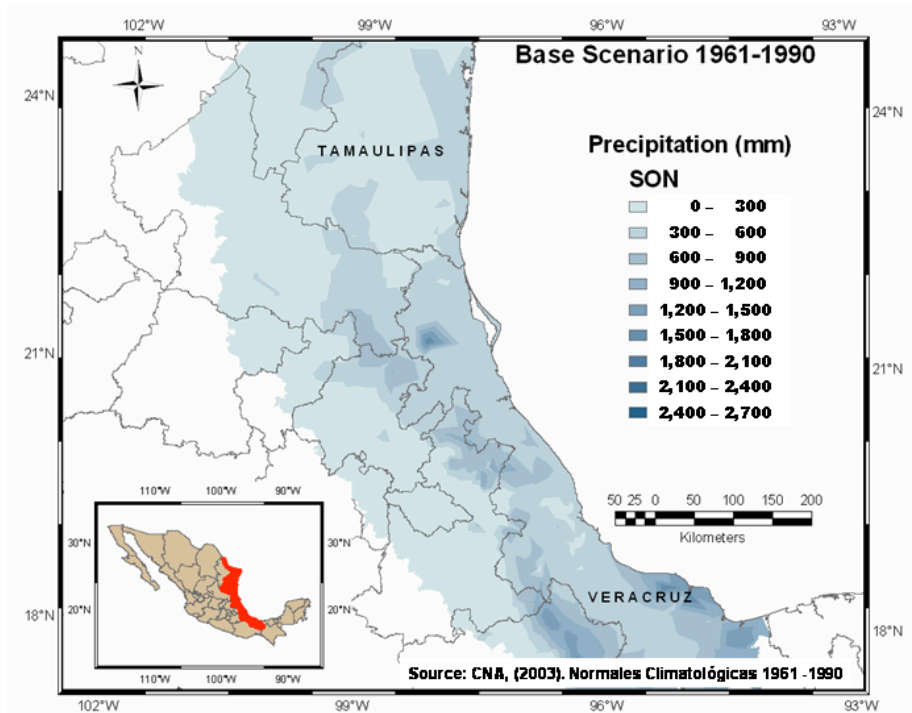 102°W 99°W 96°W 93°W
N
Base Scenario 1961-1990
24°N 24°N
TAMAULIPAS
Precipitation (mm)
SON
0 – 300
300 – 600
600 – 900
900 – 1,200
1,200 – 1,500
1,500 – 1,800
1,800 – 2,100
2,100 – 2,400
2,400 – 2,700
21°N 21°N
50 25 0 50 100 150 200
Kilometers
110°W 100°W 90°W
30°N 30°N
20°N 20°N
110°W 100°W 90°W
VERACRUZ
18°N 18°N
Source: CNA, (2003). Normales Climatológicas 1961 -1990
102°W 99°W 96°W 93°W